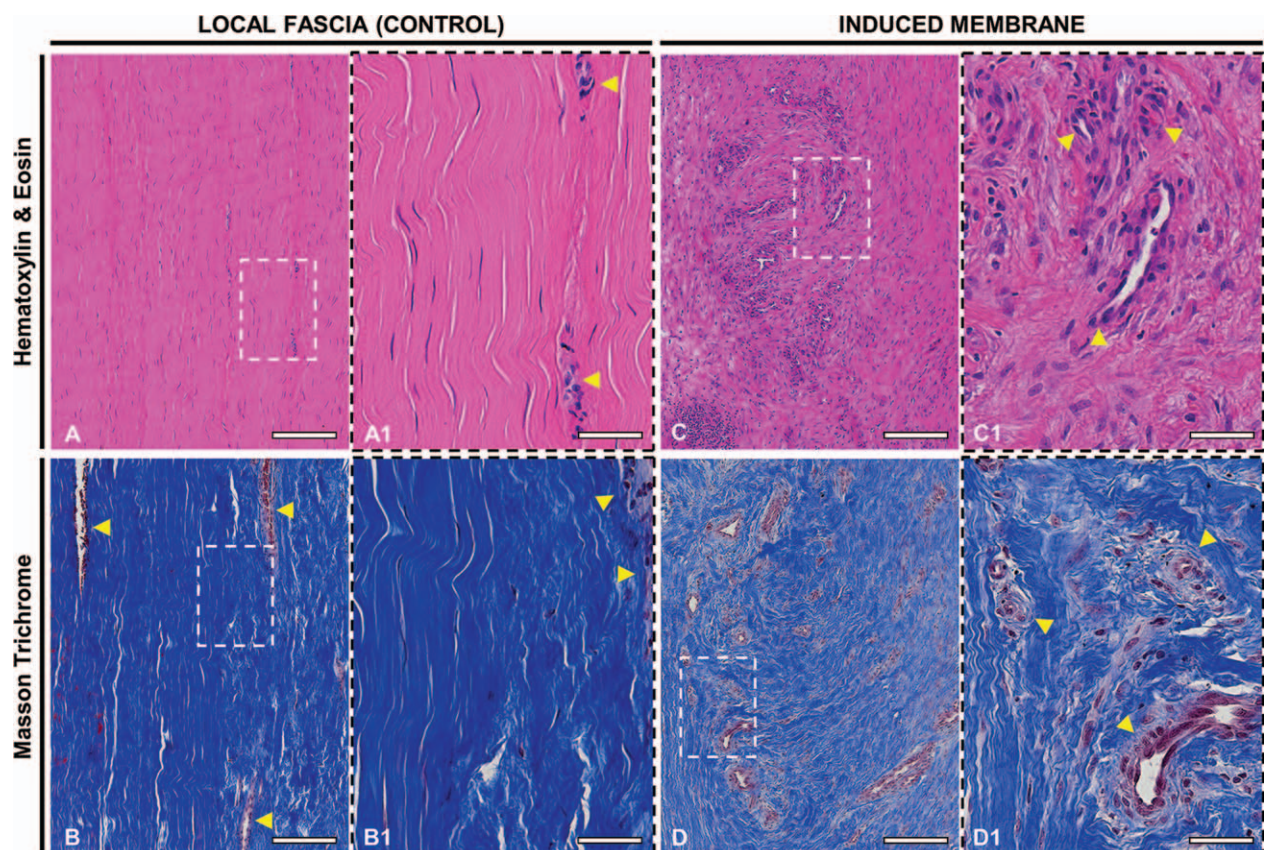 LOCAL FASCIA (CONTROL)
INDUCED MEMBRANE
Hematoxylin & Eosin
A
A1
C
C1
Masson Trichrome
B
B1
D
D1